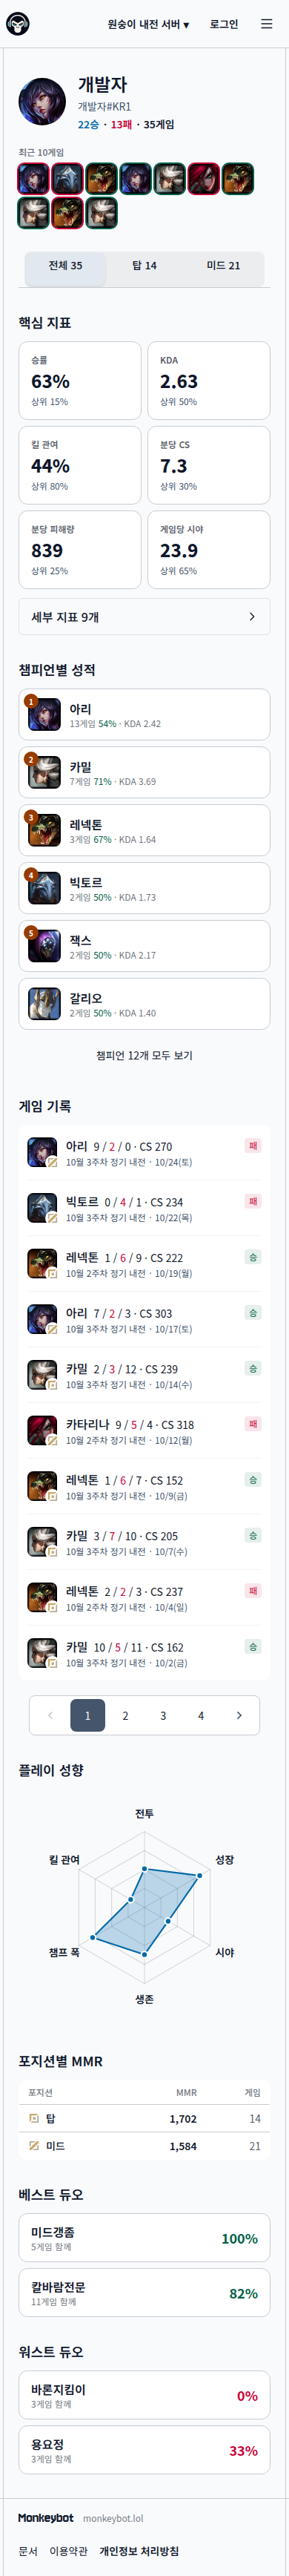 원숭이 내전 서버 ▾ 로그인
개발자
개발자#KR1
22승 · 13패 · 35게임
최근 10게임
전체 35 탑 14 미드 21
핵심 지표
승률 KDA
63% 2.63
상위 15% 상위 50%
킬 관여 분당 CS
44% 7.3
상위 80% 상위 30%
분당 피해량 게임당 시야
839 23.9
상위 25% 상위 65%
세부 지표 9개
챔피언별 성적
1 아리
13게임 54% · KDA 2.42
2 카밀
7게임 71% · KDA 3.69
3 레넥톤
3게임 67% · KDA 1.64
4 빅토르
2게임 50% · KDA 1.73
5 잭스
2게임 50% · KDA 2.17
갈리오
2게임 50% · KDA 1.40
챔피언 12개 모두 보기
게임 기록
아리 9 / 2 / 0 · CS 270 패
10월 3주차 정기 내전 · 10/24(토)
빅토르 0 / 4 / 1 · CS 234 패
10월 3주차 정기 내전 · 10/22(목)
레넥톤 1 / 6 / 9 · CS 222 승
10월 2주차 정기 내전 · 10/19(월)
아리 7 / 2 / 3 · CS 303 승
10월 3주차 정기 내전 · 10/17(토)
카밀 2 / 3 / 12 · CS 239 승
10월 3주차 정기 내전 · 10/14(수)
카타리나 9 / 5 / 4 · CS 318 패
10월 2주차 정기 내전 · 10/12(월)
레넥톤 1 / 6 / 7 · CS 152 승
10월 3주차 정기 내전 · 10/9(금)
카밀 3 / 7 / 10 · CS 205 승
10월 3주차 정기 내전 · 10/7(수)
레넥톤 2 / 2 / 3 · CS 237 패
10월 2주차 정기 내전 · 10/4(일)
카밀 10 / 5 / 11 · CS 162 승
10월 3주차 정기 내전 · 10/2(금)
1 2 3 4
플레이 성향
전투
킬 관여 성장
챔프 폭 시야
생존
포지션별 MMR
포지션 MMR 게임
탑 1,702 14
미드 1,584 21
베스트 듀오
미드갱좀 100%
5게임 함께
칼바람전문 82%
11게임 함께
워스트 듀오
바론지킴이 0%
3게임 함께
용요정 33%
3게임 함께
Monkeybot monkeybot.lol
문서 이용약관 개인정보 처리방침